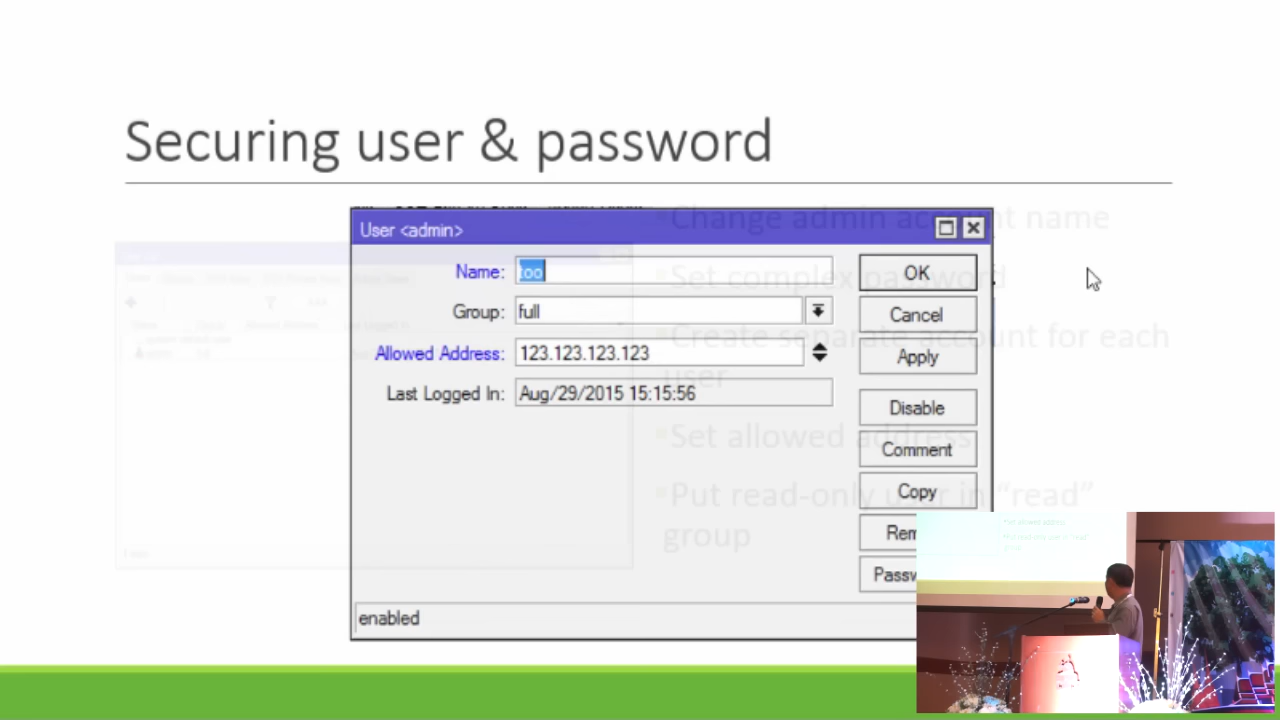 Securing user & password
User <admin>
Name: too
Group: full
Allowed Address: 123.123.123.123
Last Logged In: Aug/29/2015 15:15:56
OK
Cancel
Apply
Disable
Comment
Copy
Rem
Passw
enabled
Change admin account name
Set complex password
Create separate account for each
user
Set allowed address
Put read-only user in “read”
group